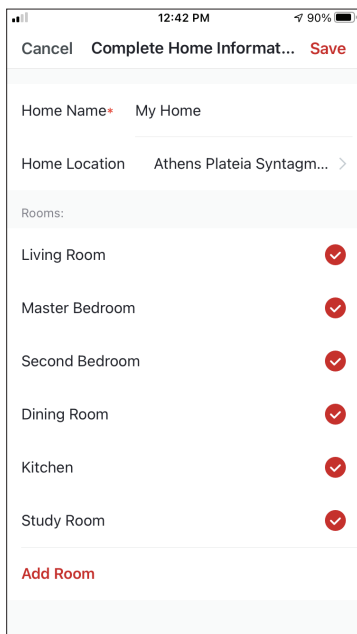 12:42 PM 90%
Cancel Complete Home Informat... Save
Home Name* My Home
Home Location Athens Plateia Syntagm...
Rooms:
Living Room
Master Bedroom
Second Bedroom
Dining Room
Kitchen
Study Room
Add Room